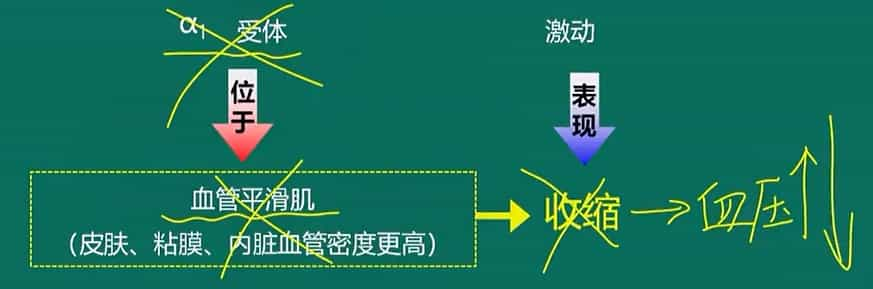 α1 受体
激动
位于
表现
血管平滑肌
收缩
血压↑↓
（皮肤、粘膜、内脏血管密度更高）